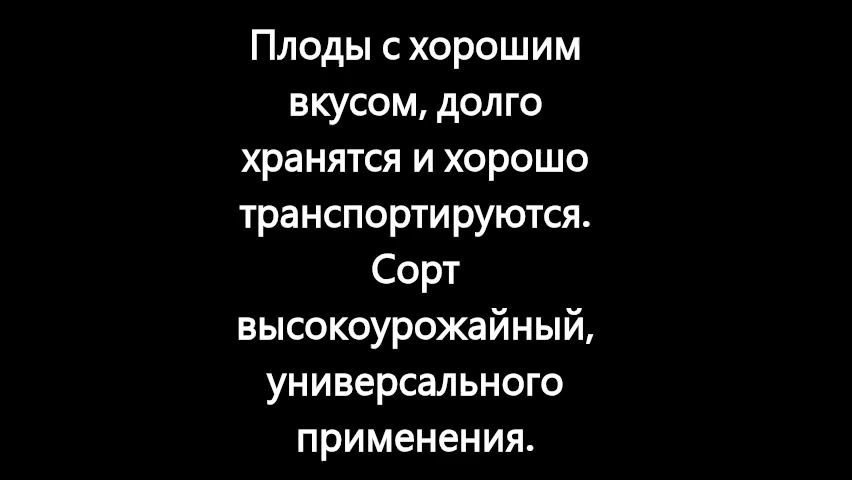 Плоды с хорошим
вкусом, долго
хранятся и хорошо
транспортируются.
Сорт
высокоурожайный,
универсального
применения.